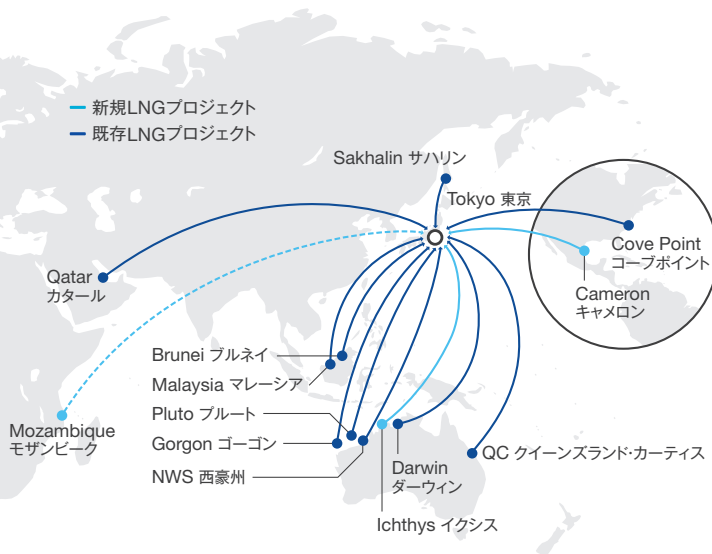 新規LNGプロジェクト
既存LNGプロジェクト
Sakhalin サハリン
Tokyo 東京
Cove Point
コーブポイント
Qatar
カタール
Cameron
キャメロン
Brunei ブルネイ
Malaysia マレーシア
Pluto プルート
Mozambique
モザンビーク
Gorgon ゴーゴン
NWS 西豪州
Darwin
ダーウィン
QC クイーンズランド・カーティス
Ichthys イクシス